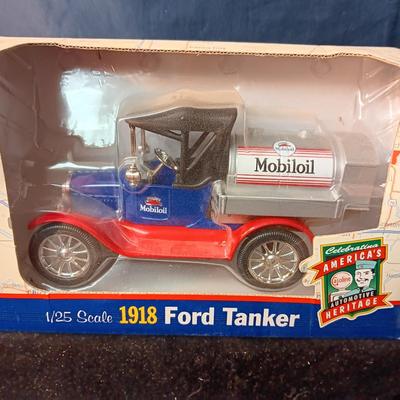 Mobiloil
Mobiloil
1/25 Scale 1918 Ford Tanker
Celebrating
AMERICA'S
AUTOMOTIVE
HERITAGE